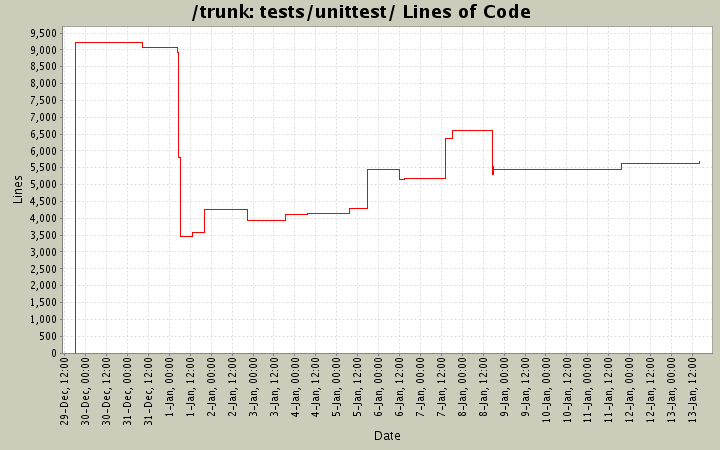 /trunk: tests/unittest/ Lines of Code
9,500
9,000
8,500
8,000
7,500
7,000
6,500
6,000
5,500
5,000
4,500
4,000
3,500
3,000
2,500
2,000
1,500
1,000
500
0
Lines
29-Dec, 12:00
30-Dec, 00:00
30-Dec, 12:00
31-Dec, 00:00
31-Dec, 12:00
1-Jan, 00:00
1-Jan, 12:00
2-Jan, 00:00
2-Jan, 12:00
3-Jan, 00:00
3-Jan, 12:00
4-Jan, 00:00
4-Jan, 12:00
5-Jan, 00:00
5-Jan, 12:00
6-Jan, 00:00
6-Jan, 12:00
7-Jan, 00:00
7-Jan, 12:00
8-Jan, 00:00
8-Jan, 12:00
9-Jan, 00:00
9-Jan, 12:00
10-Jan, 00:00
10-Jan, 12:00
11-Jan, 00:00
11-Jan, 12:00
12-Jan, 00:00
12-Jan, 12:00
13-Jan, 00:00
13-Jan, 12:00
Date